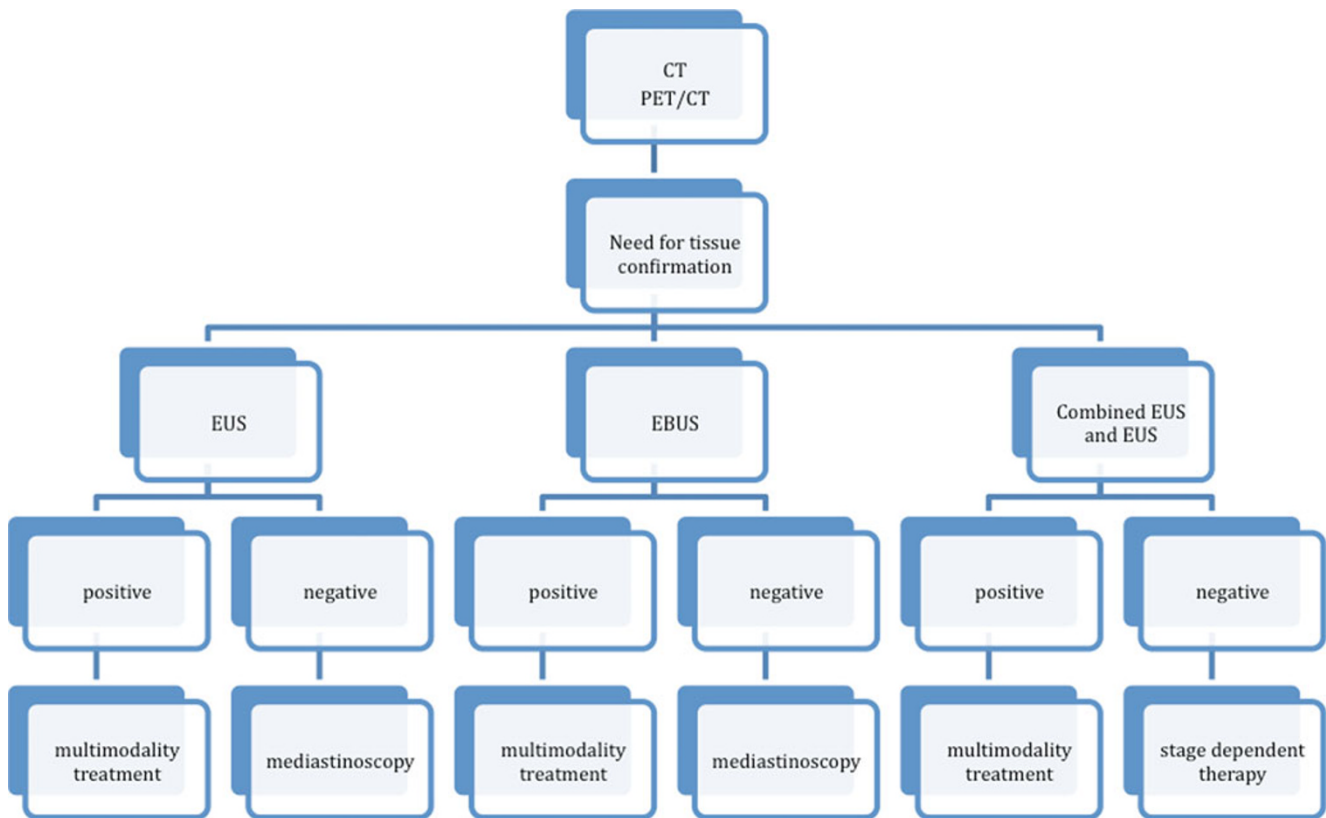 CT
PET/CT
Need for tissue
confirmation
EUS
EBUS
Combined EUS
and EUS
positive
negative
positive
negative
positive
negative
multimodality
treatment
mediastinoscopy
multimodality
treatment
mediastinoscopy
multimodality
treatment
stage dependent
therapy